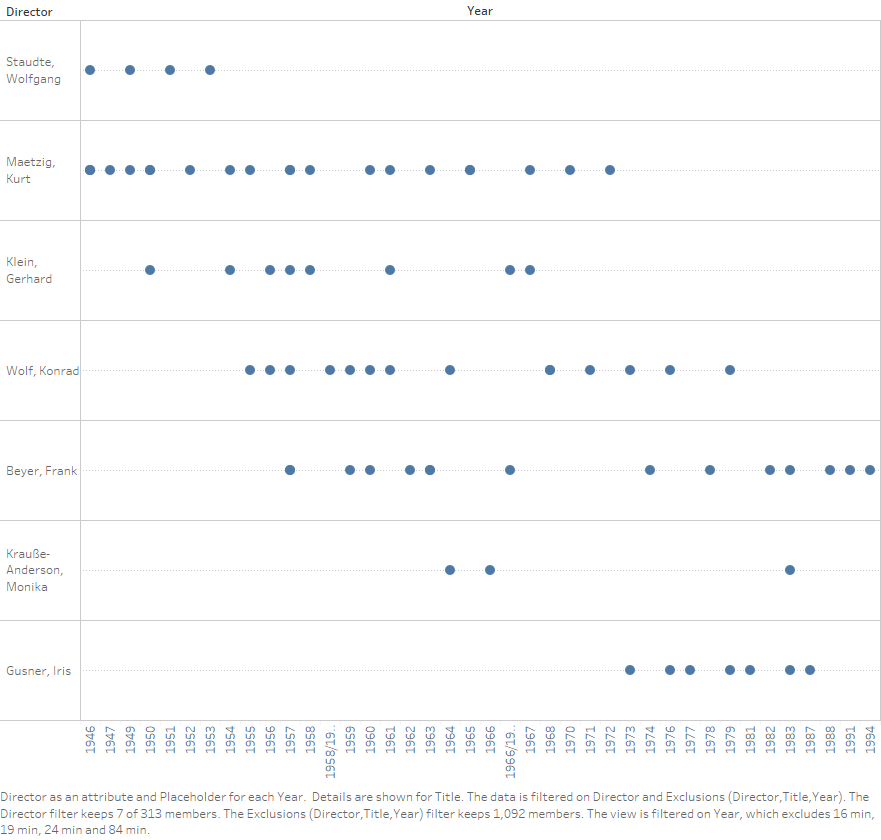 Director
Year
Staudte,
Wolfgang
Maetzig,
Kurt
Klein,
Gerhard
Wolf, Konrad
Beyer, Frank
Krauße-
Anderson,
Monika
Gusner, Iris
1946
1947
1949
1950
1951
1952
1953
1954
1955
1956
1957
1958
1958/19..
1959
1960
1961
1962
1963
1964
1965
1966
1966/19..
1967
1968
1970
1971
1972
1973
1974
1976
1977
1978
1979
1981
1982
1983
1987
1988
1991
1994
Director as an attribute and Placeholder for each Year.  Details are shown for Title. The data is filtered on Director and Exclusions (Director,Title,Year). The
Director filter keeps 7 of 313 members. The Exclusions (Director,Title,Year) filter keeps 1,092 members. The view is filtered on Year, which excludes 16 min,
19 min, 24 min and 84 min.